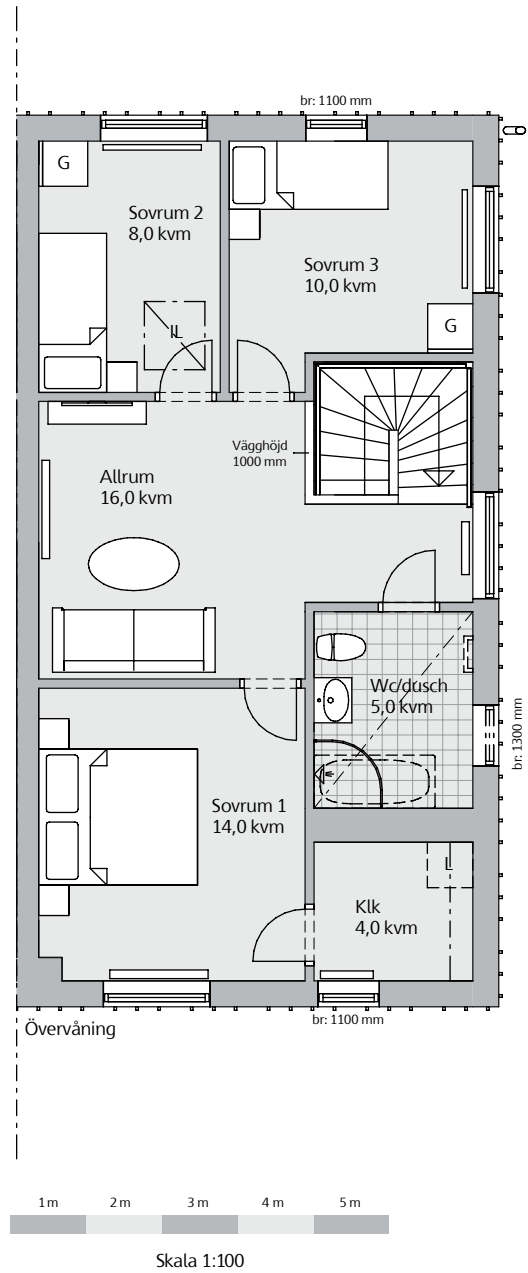 br: 1100 mm
G
Sovrum 2
8,0 kvm
Sovrum 3
10,0 kvm
IL
G
Vägghöjd
1000 mm
Allrum
16,0 kvm
Wc/dusch
5,0 kvm
br: 1300 mm
Sovrum 1
14,0 kvm
L
Klk
4,0 kvm
br: 1100 mm
Övervåning
1 m
2 m
3 m
4 m
5 m
Skala 1:100